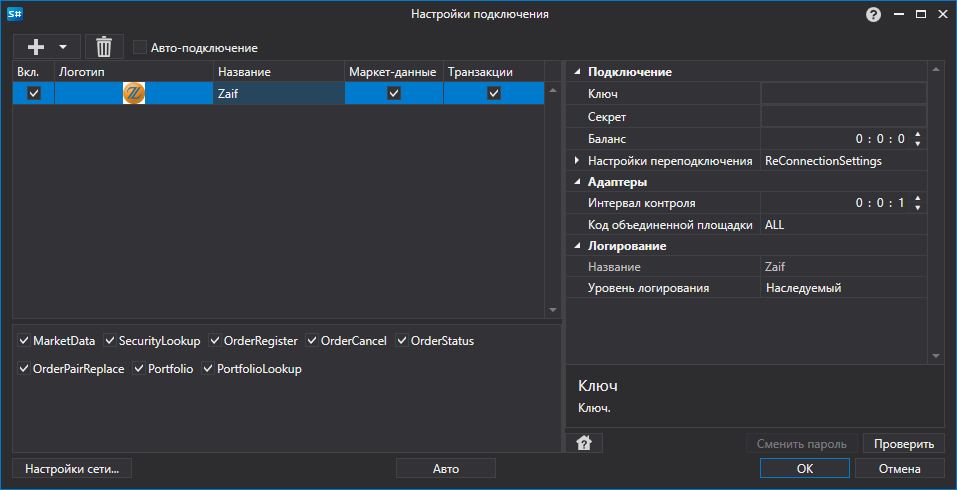 S#
Настройки подключения
?
Авто-подключение
Вкл. Логотип Название Маркет-данные Транзакции
Zaif
MarketData SecurityLookup OrderRegister OrderCancel OrderStatus
OrderPairReplace Portfolio PortfolioLookup
Подключение
Ключ
Секрет
Баланс 0 : 0 : 0
Настройки переподключения ReConnectionSettings
Адаптеры
Интервал контроля 0 : 0 : 1
Код объединенной площадки ALL
Логирование
Название Zaif
Уровень логирования Наследуемый
Ключ
Ключ.
?
Сменить пароль Проверить
Настройки сети... Авто OK Отмена